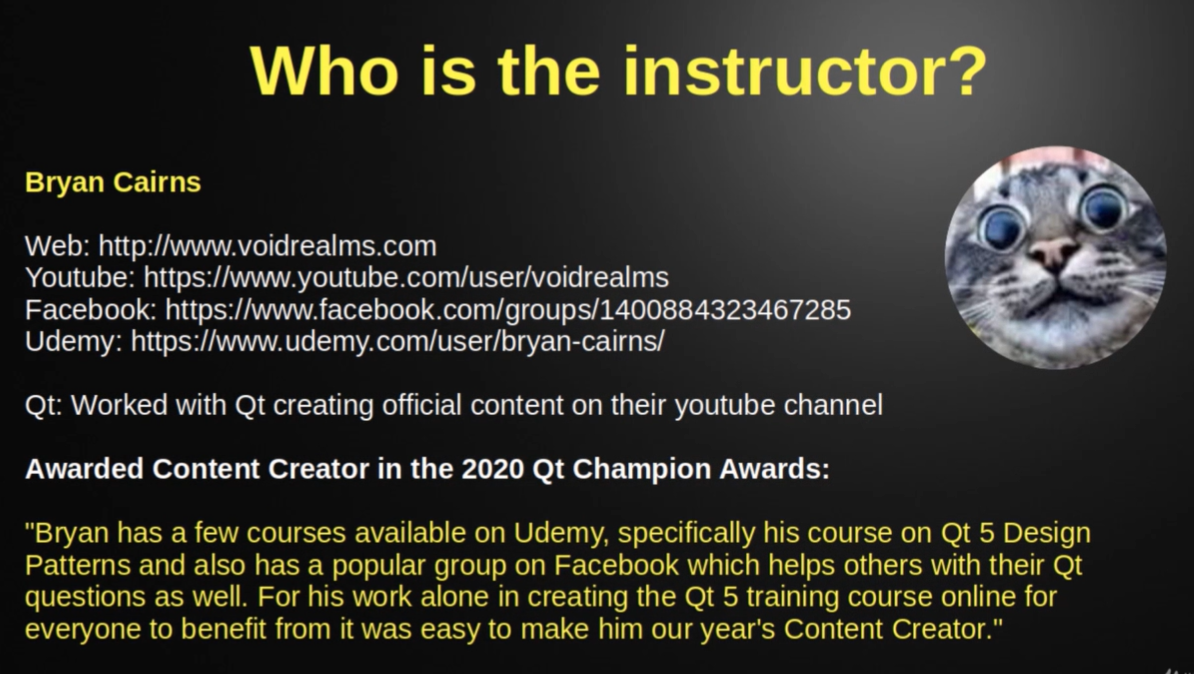 Who is the instructor?
Bryan Cairns
Web: http://www.voidrealms.com
Youtube: https://www.youtube.com/user/voidrealms
Facebook: https://www.facebook.com/groups/1400884323467285
Udemy: https://www.udemy.com/user/bryan-cairns/
Qt: Worked with Qt creating official content on their youtube channel
Awarded Content Creator in the 2020 Qt Champion Awards:
"Bryan has a few courses available on Udemy, specifically his course on Qt 5 Design
Patterns and also has a popular group on Facebook which helps others with their Qt
questions as well. For his work alone in creating the Qt 5 training course online for
everyone to benefit from it was easy to make him our year's Content Creator."